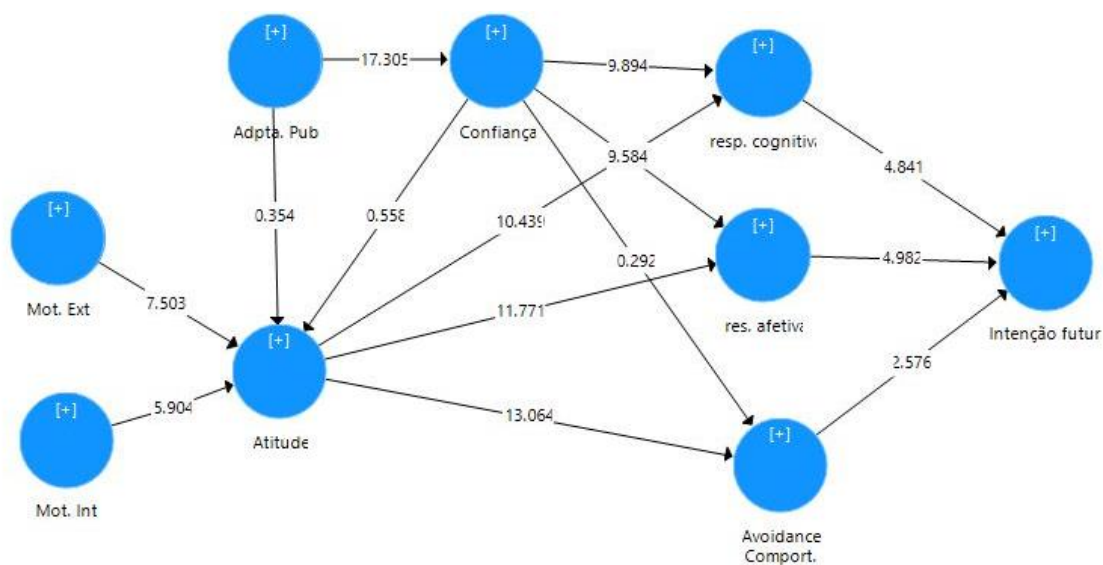 [+]
Adpta. Pub
17.305
[+]
Confiança
9.894
[+]
resp. cognitiva
9.584
4.841
0.354
0.558
10.439
0.292
[+]
Mot. Ext
7.503
[+]
res. afetiva
4.982
[+]
Intenção futur
11.771
[+]
Atitude
5.904
[+]
Mot. Int
13.064
2.576
[+]
Avoidance
Comport.